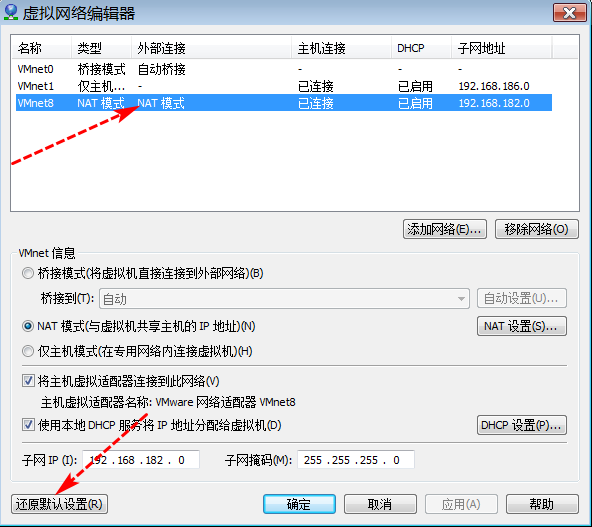 虚拟网络编辑器
名称 类型 外部连接 主机连接 DHCP 子网地址
VMnet0 桥接模式 自动桥接 - - -
VMnet1 仅主机... - 已连接 已启用 192.168.186.0
VMnet8 NAT 模式 NAT 模式 已连接 已启用 192.168.182.0
添加网络(E)... 移除网络(O)
VMnet 信息
桥接模式(将虚拟机直接连接到外部网络)(B)
桥接到(T): 自动 自动设置(U)...
NAT 模式(与虚拟机共享主机的 IP 地址)(N) NAT 设置(S)...
仅主机模式(在专用网络内连接虚拟机)(H)
将主机虚拟适配器连接到此网络(V)
主机虚拟适配器名称: VMware 网络适配器 VMnet8
使用本地 DHCP 服务将 IP 地址分配给虚拟机(D) DHCP 设置(P)...
子网 IP (I): 192 .168 .182 . 0 子网掩码(M): 255 .255 .255 . 0
还原默认设置(R) 确定 取消 应用(A) 帮助